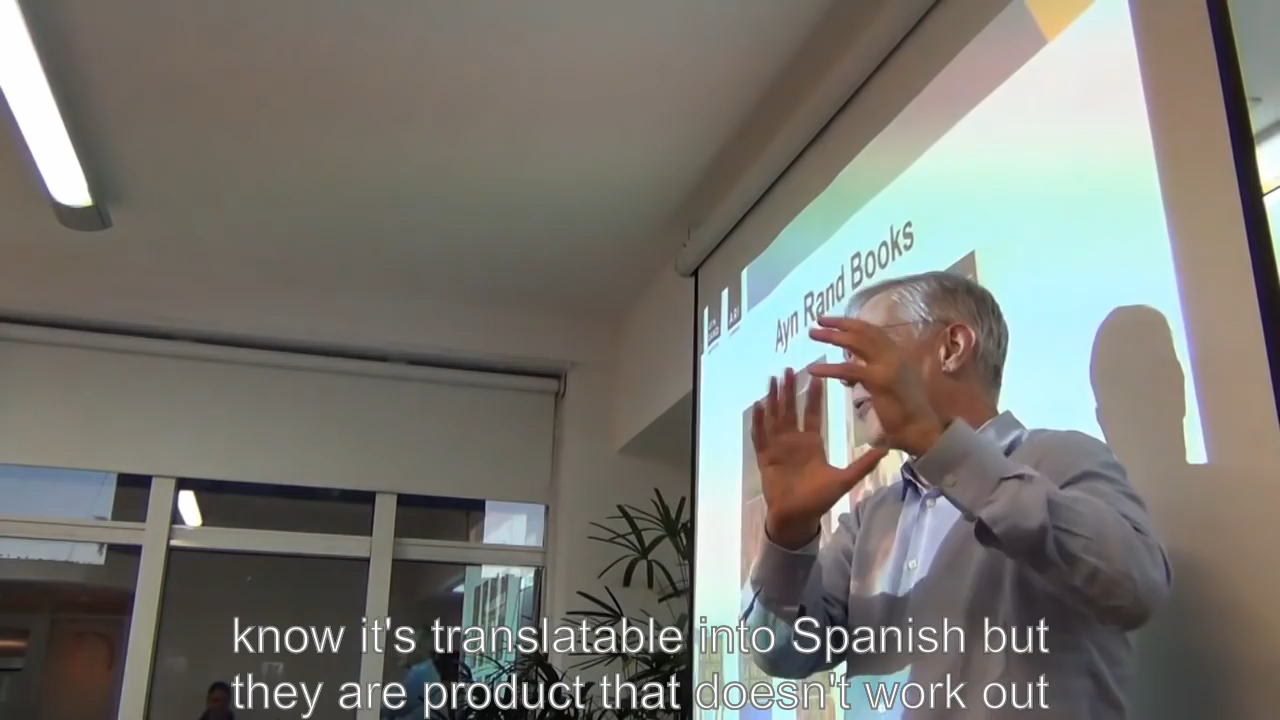 Ayn Rand Books
know it's translatable into Spanish but
they are product that doesn't work out